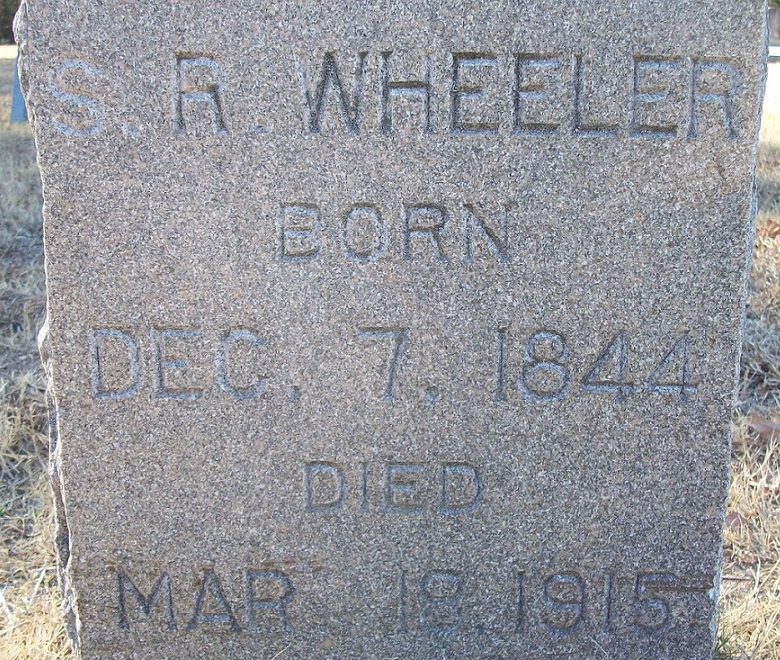 S. R. WHEELER
BORN
DEC. 7, 1844
DIED
MAR 18, 1915